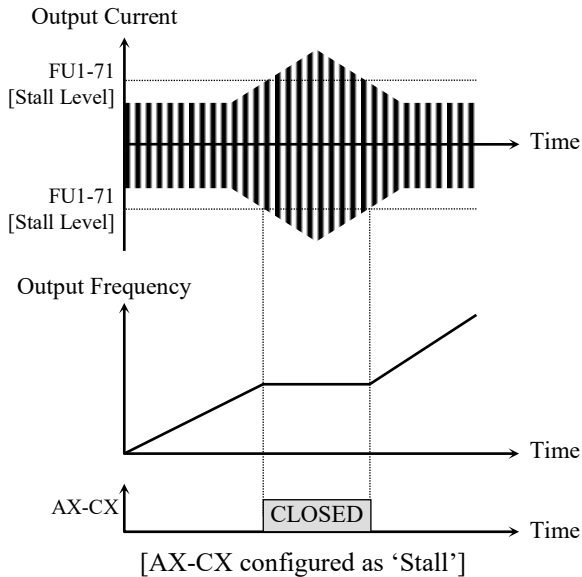 Output Current
FU1-71
[Stall Level]
Time
FU1-71
[Stall Level]
Output Frequency
Time
AX-CX
CLOSED
Time
[AX-CX configured as ‘Stall’]